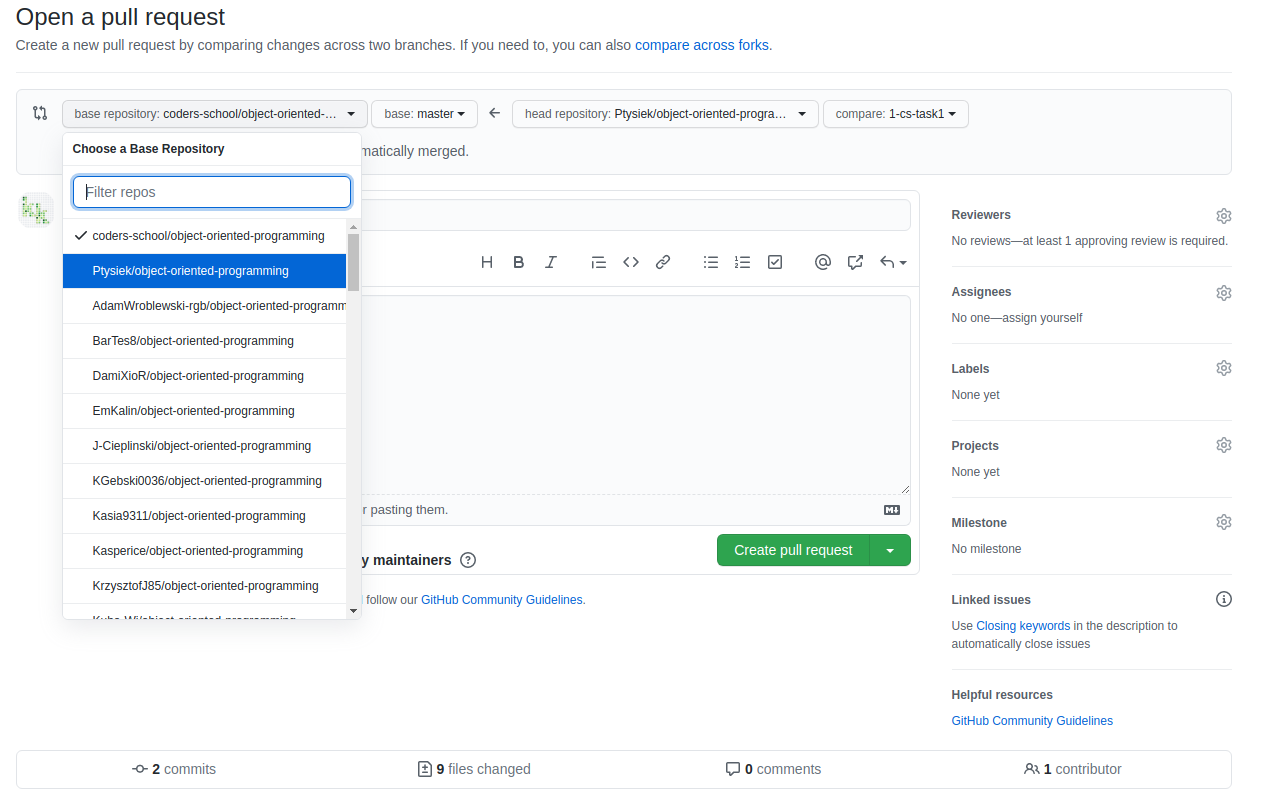 Open a pull request
Create a new pull request by comparing changes across two branches. If you need to, you can also compare across forks.
base repository: coders-school/object-oriented-... base: master head repository: Ptysiek/object-oriented-progra... compare: 1-cs-task1
Choose a Base Repository
matically merged.
Filter repos
coders-school/object-oriented-programming
Ptysiek/object-oriented-programming
AdamWroblewski-rgb/object-oriented-programm
BarTes8/object-oriented-programming
DamiXioR/object-oriented-programming
EmKalin/object-oriented-programming
J-Cieplinski/object-oriented-programming
KGebski0036/object-oriented-programming
Kasia9311/object-oriented-programming
Kasperice/object-oriented-programming
KrzysztofJ85/object-oriented-programming
Kuba-Wi/object-oriented-programming
H B I
r pasting them.
Create pull request
y maintainers
follow our GitHub Community Guidelines.
Reviewers
No reviews—at least 1 approving review is required.
Assignees
No one—assign yourself
Labels
None yet
Projects
None yet
Milestone
No milestone
Linked issues
Use Closing keywords in the description to
automatically close issues
Helpful resources
GitHub Community Guidelines
2 commits 9 files changed 0 comments 1 contributor